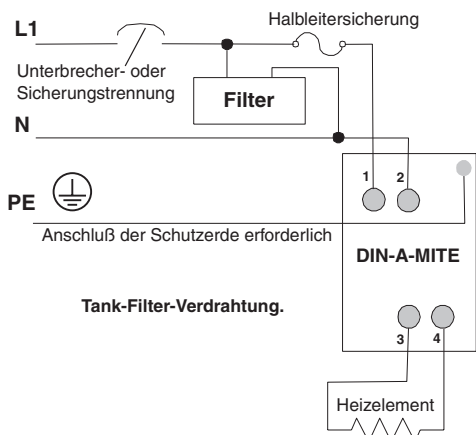 L1
Halbleitersicherung
Unterbrecher- oder
Sicherungstrennung
Filter
N
1
2
PE
Anschluß der Schutzerde erforderlich
DIN-A-MITE
Tank-Filter-Verdrahtung.
3
4
Heizelement